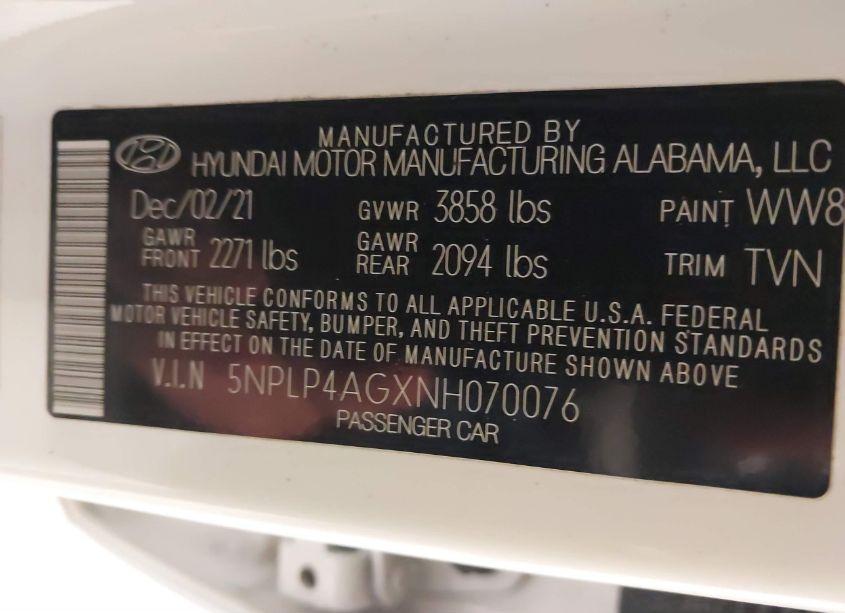 MANUFACTURED BY
HYUNDAI MOTOR MANUFACTURING ALABAMA, LLC
Dec/02/21 GVWR 3858 lbs PAINT WW8
GAWR FRONT 2271 lbs GAWR REAR 2094 lbs TRIM TVN
THIS VEHICLE CONFORMS TO ALL APPLICABLE U.S.A. FEDERAL
MOTOR VEHICLE SAFETY, BUMPER, AND THEFT PREVENTION STANDARDS
IN EFFECT ON THE DATE OF MANUFACTURE SHOWN ABOVE
V.I.N 5NPLP4AGXNH070076
PASSENGER CAR